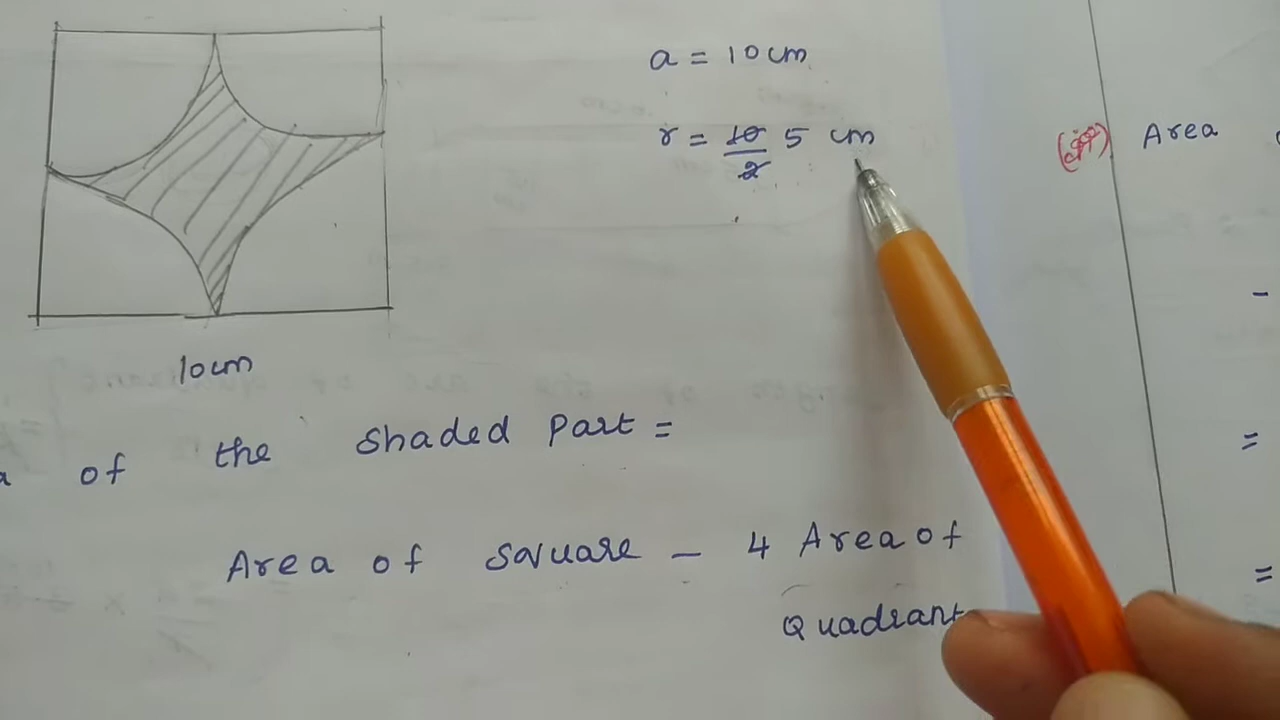 a = 10 cm
r = 10/2 5 cm
10cm
of the shaded Part =
Area of square - 4 Area of
Quadrant
Area
-
=
=